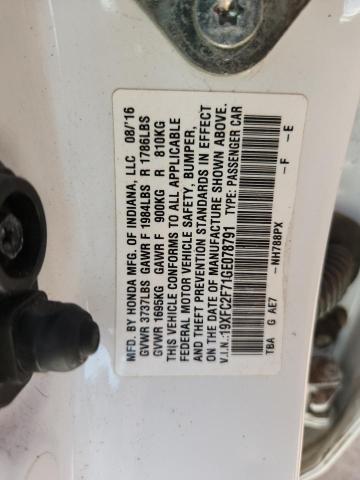 MFD. BY HONDA MFG. OF INDIANA, LLC 08/'16
GVWR 3737LBS GAWR F 1984LBS R 1786LBS
GVWR 1695KG GAWR F 900KG R 810KG
THIS VEHICLE CONFORMS TO ALL APPLICABLE
FEDERAL MOTOR VEHICLE SAFETY, BUMPER,
AND THEFT PREVENTION STANDARDS IN EFFECT
ON THE DATE OF MANUFACTURE SHOWN ABOVE.
V.I.N.:19XFC2F71GE078791 TYPE: PASSENGER CAR
-NH788PX -F -E
TBA G AE7